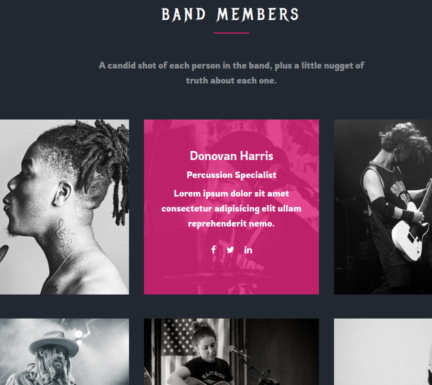 BAND MEMBERS
A candid shot of each person in the band, plus a little nugget of
truth about each one.
Donovan Harris
Percussion Specialist
Lorem ipsum dolor sit amet
consectetur adipisicing elit ullam
reprehenderit nemo.